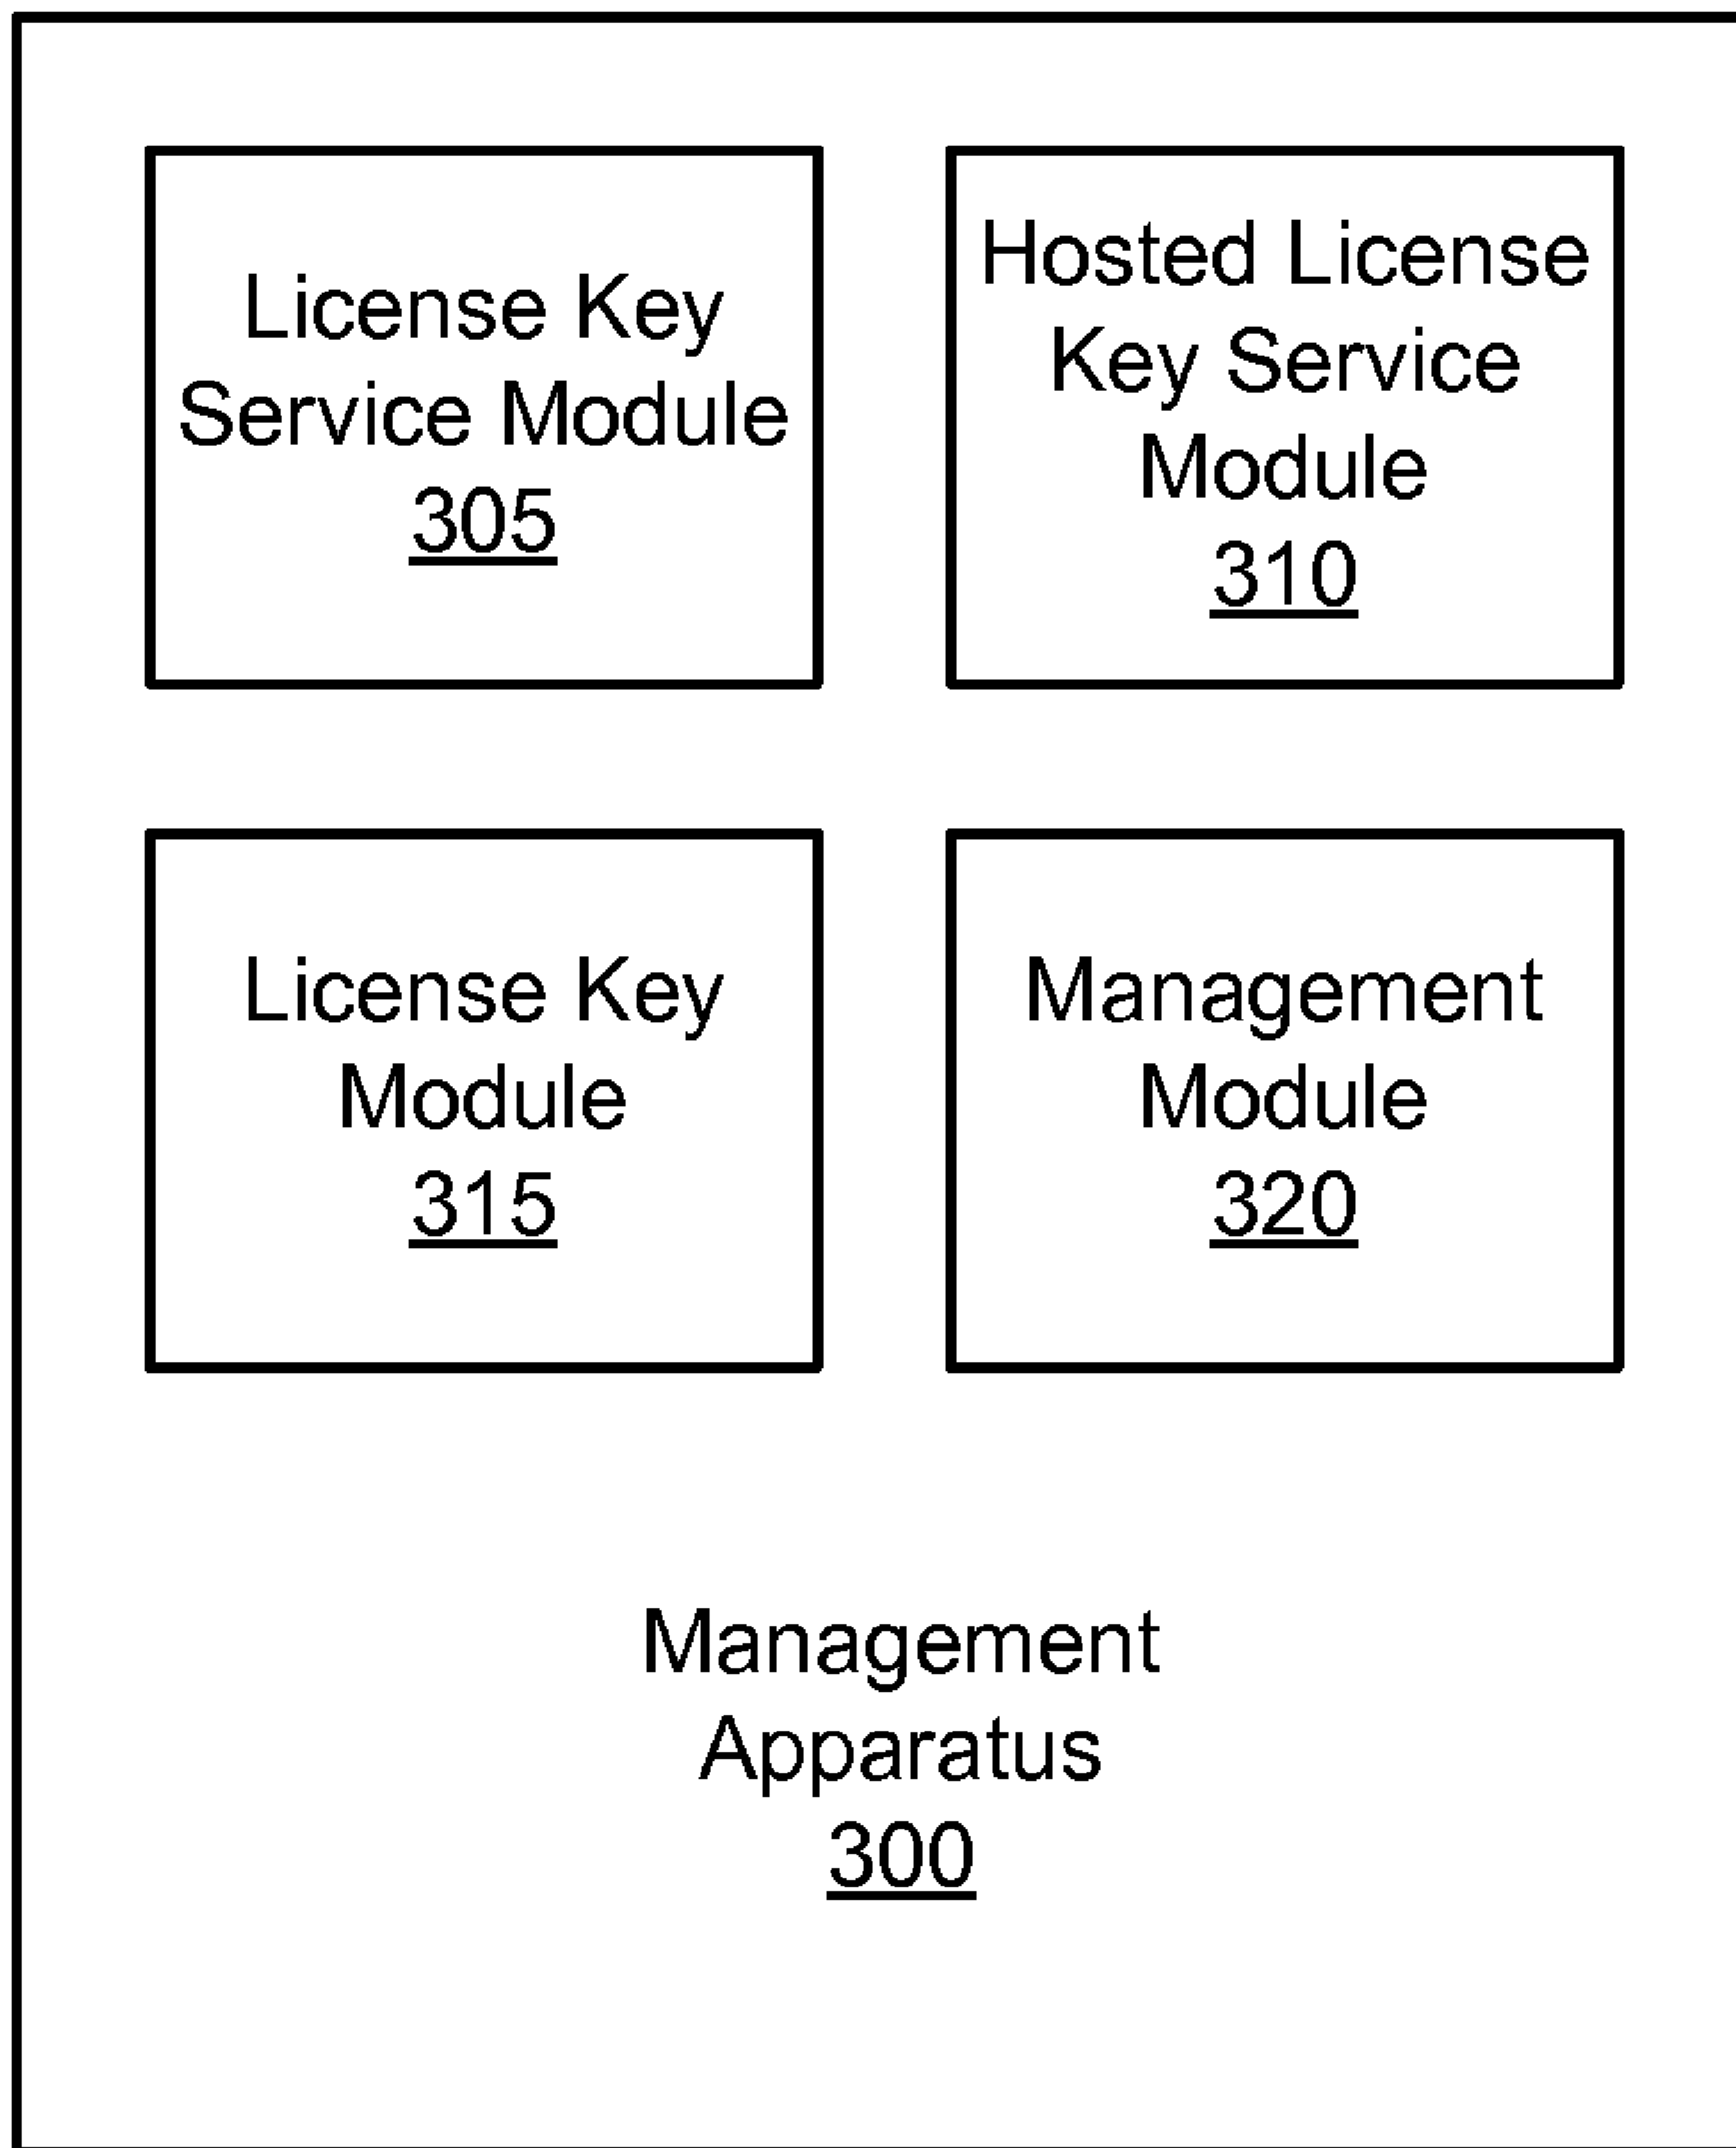 License Key
Service Module
305
Hosted License
Key Service
Module
310
License Key
Module
315
Management
Module
320
Management
Apparatus
300